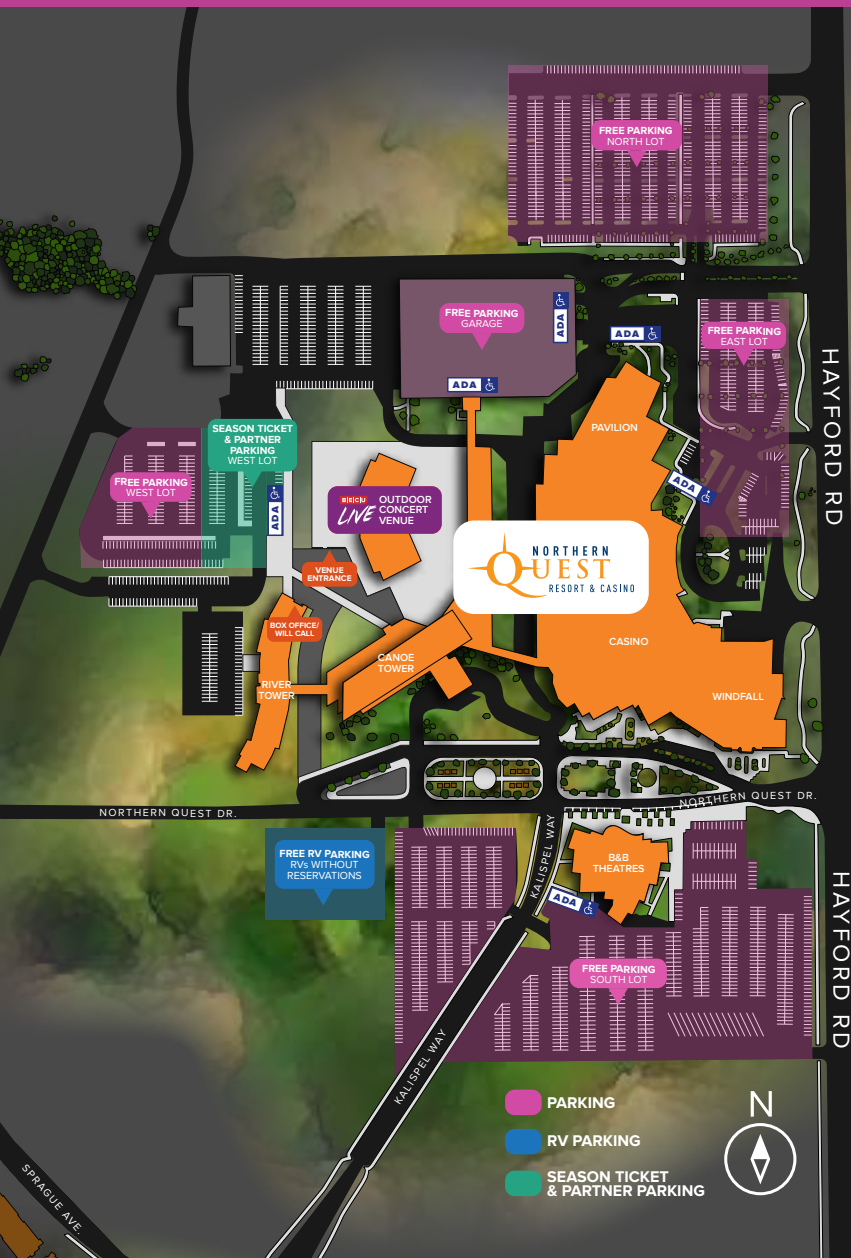 FREE PARKING
NORTH LOT
FREE PARKING
GARAGE
ADA
ADA
ADA
FREE PARKING
EAST LOT
HAYFORD RD
PAVILION
SEASON TICKET
& PARTNER
PARKING
WEST LOT
FREE PARKING
WEST LOT
ADA
BECU
LIVE
OUTDOOR
CONCERT
VENUE
ADA
VENUE
ENTRANCE
NORTHERN
QUEST
RESORT & CASINO
BOX OFFICE/
WILL CALL
CASINO
CANOE
TOWER
RIVER
TOWER
WINDFALL
NORTHERN QUEST DR.
NORTHERN QUEST DR.
KALISPEL WAY
B&B
THEATRES
FREE RV PARKING
RVs WITHOUT
RESERVATIONS
ADA
HAYFORD RD
FREE PARKING
SOUTH LOT
KALISPEL WAY
PARKING
RV PARKING
SEASON TICKET
& PARTNER PARKING
N
SPRAGUE AVE.